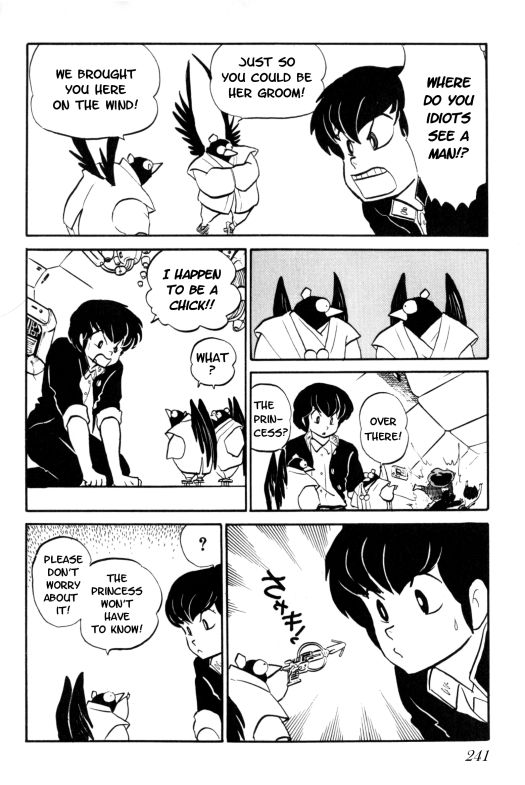 WE BROUGHT
YOU HERE
ON THE WIND!
JUST SO
YOU COULD BE
HER GROOM!
WHERE
DO YOU
IDIOTS
SEE A
MAN!?
I HAPPEN
TO BE A
CHICK!!
WHAT
?
THE
PRIN-
CESS?
OVER
THERE!
PLEASE
DON'T
WORRY
ABOUT
IT!
THE
PRINCESS
WON'T
HAVE
TO KNOW!
?
241